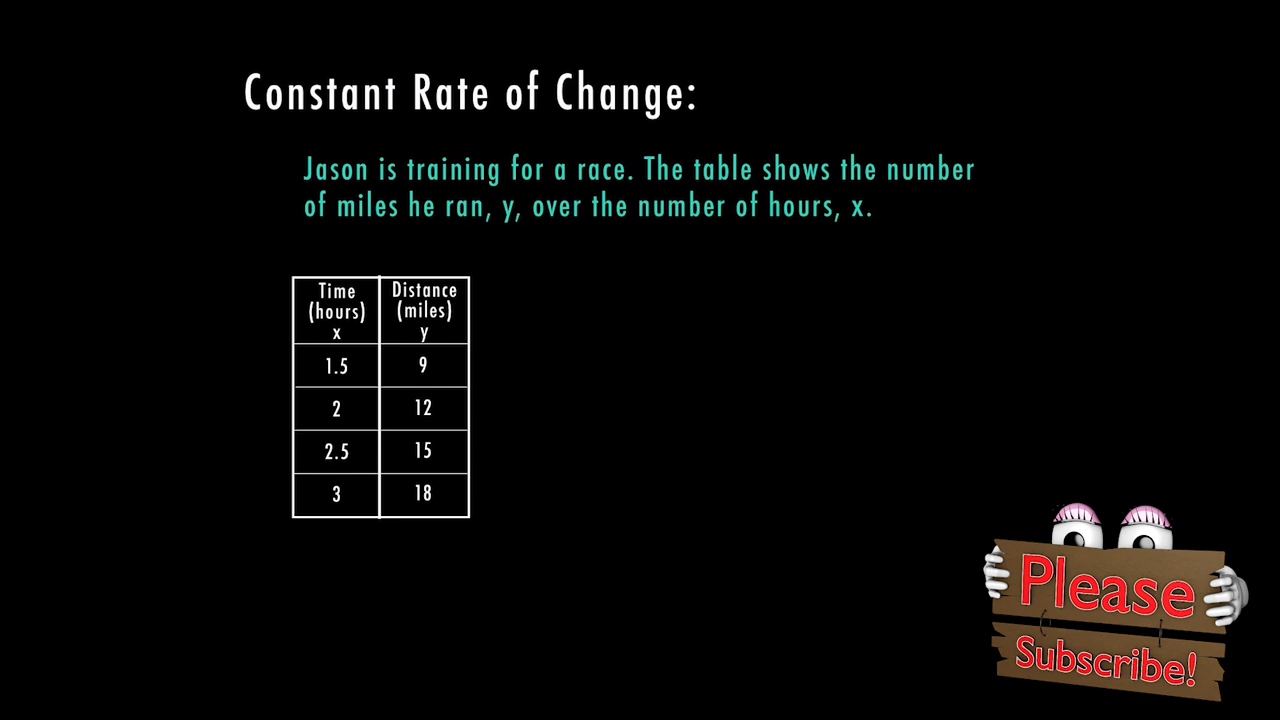 Constant Rate of Change:
Jason is training for a race. The table shows the number
of miles he ran, y, over the number of hours, x.
Time Distance
(hours) (miles)
x y
1.5 9
2 12
2.5 15
3 18
Please
Subscribe!